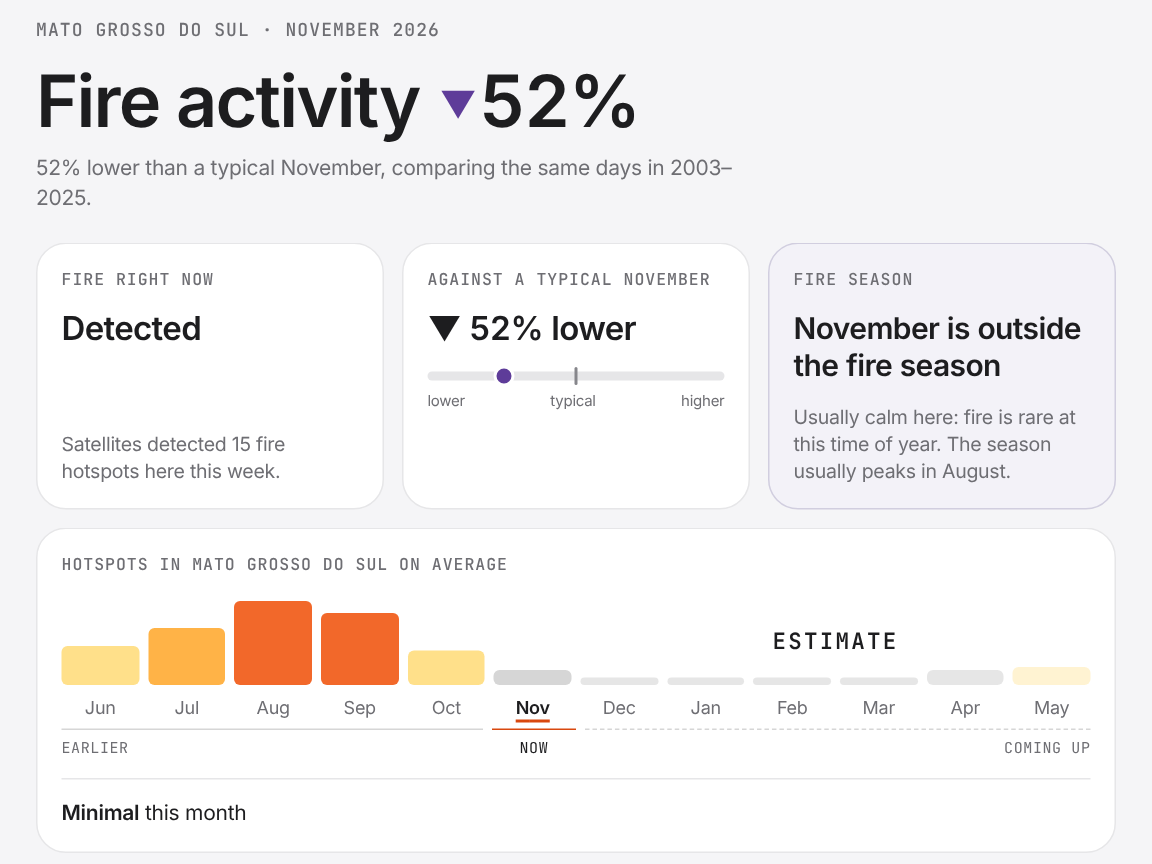 MATO GROSSO DO SUL · NOVEMBER 2026
Fire activity ▼52%
52% lower than a typical November, comparing the same days in 2003–
2025.
FIRE RIGHT NOW
Detected
Satellites detected 15 fire
hotspots here this week.
AGAINST A TYPICAL NOVEMBER
▼ 52% lower
lower typical higher
FIRE SEASON
November is outside
the fire season
Usually calm here: fire is rare at
this time of year. The season
usually peaks in August.
HOTSPOTS IN MATO GROSSO DO SUL ON AVERAGE
ESTIMATE
Jun Jul Aug Sep Oct Nov Dec Jan Feb Mar Apr May
EARLIER NOW COMING UP
Minimal this month